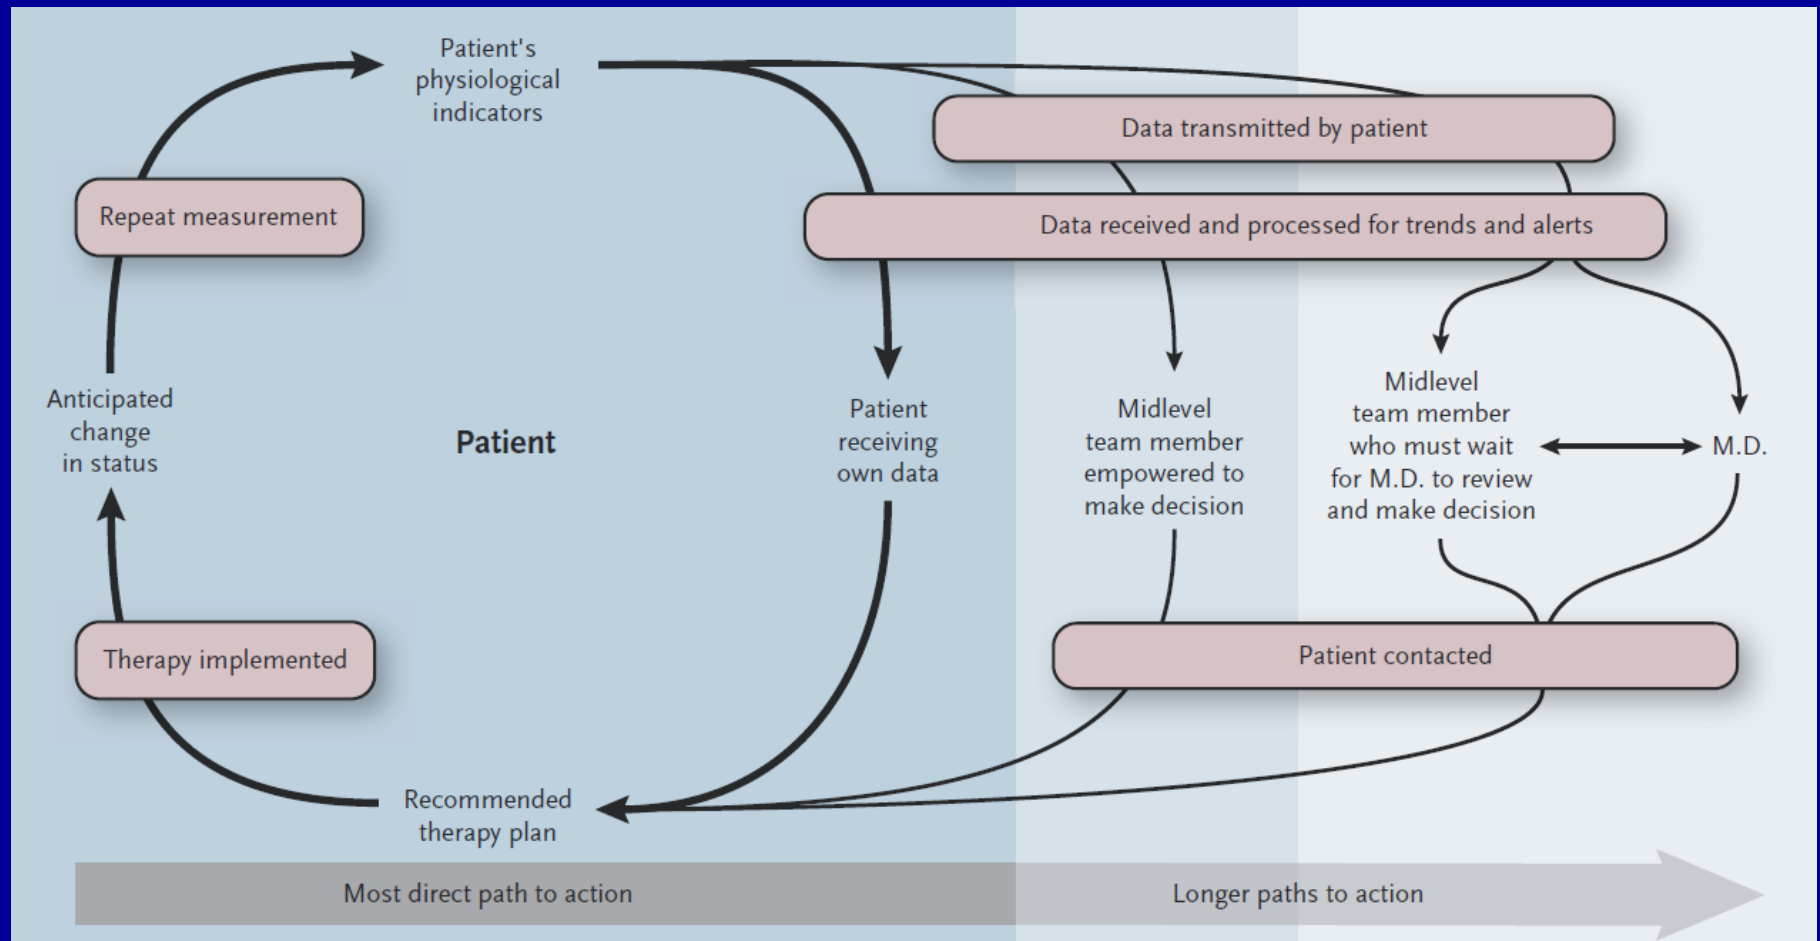 Patient's
physiological
indicators
Data transmitted by patient
Repeat measurement
Data received and processed for trends and alerts
Anticipated
change
in status
Patient
Patient
receiving
own data
Midlevel
team member
empowered to
make decision
Midlevel
team member
who must wait
for M.D. to review
and make decision
M.D.
Therapy implemented
Patient contacted
Recommended
therapy plan
Most direct path to action
Longer paths to action